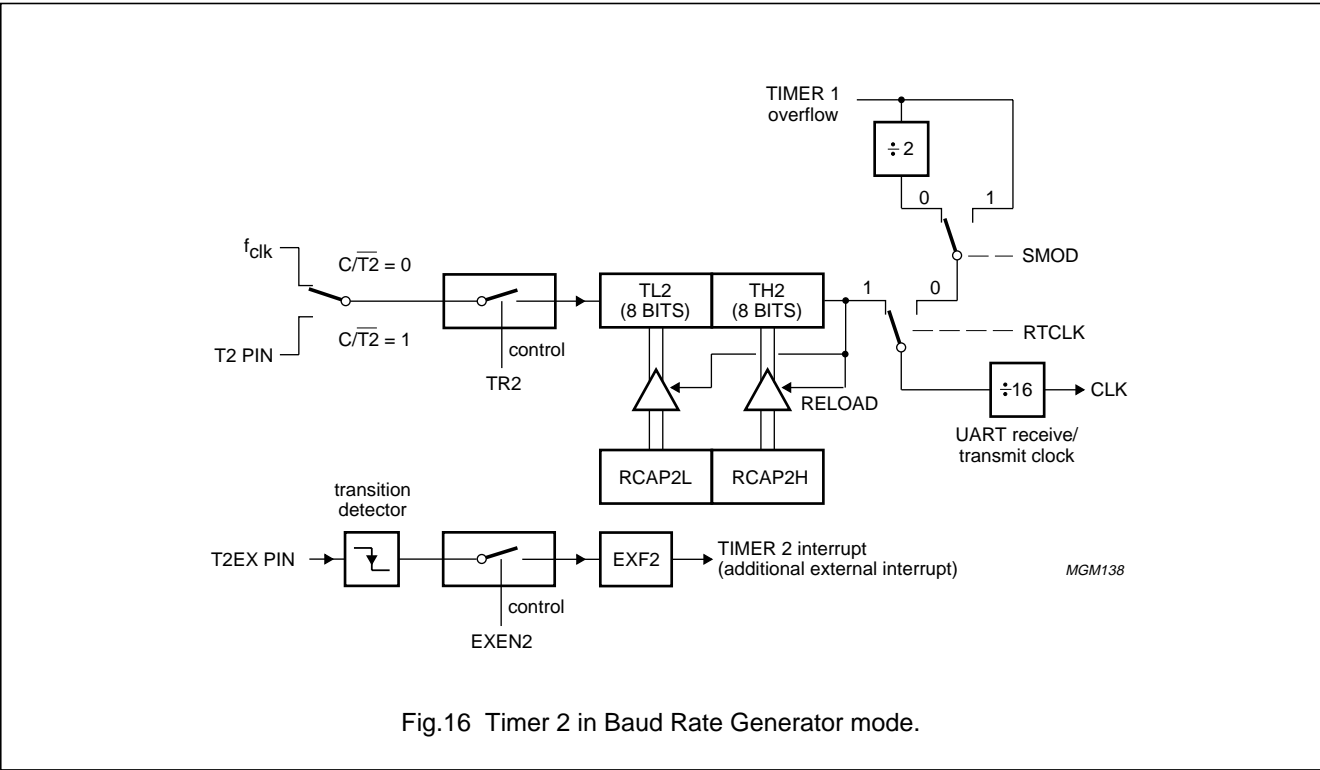 TIMER 1
overflow
÷ 2
0 1
SMOD
f_clk
C/T̅2̅ = 0
TL2
(8 BITS)
TH2
(8 BITS)
1 0
T2 PIN
C/T̅2̅ = 1
control
TR2
RTCLK
RELOAD
÷16
CLK
UART receive/
transmit clock
RCAP2L
RCAP2H
transition
detector
T2EX PIN
EXF2
TIMER 2 interrupt
(additional external interrupt)
control
EXEN2
MGM138
Fig.16 Timer 2 in Baud Rate Generator mode.